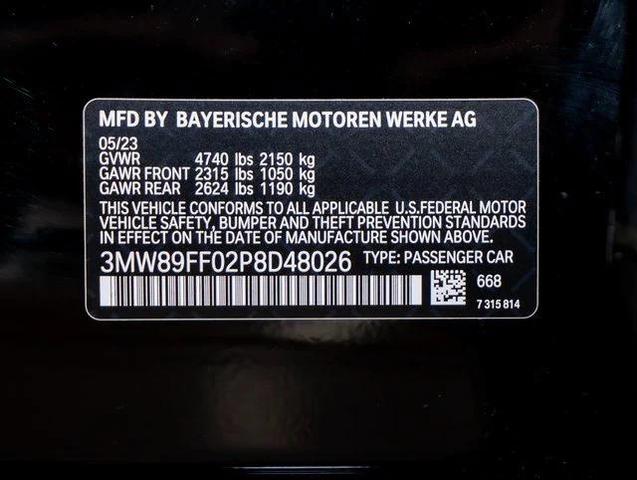 MFD BY BAYERISCHE MOTOREN WERKE AG
05/23
GVWR 4740 lbs 2150 kg
GAWR FRONT 2315 lbs 1050 kg
GAWR REAR 2624 lbs 1190 kg
THIS VEHICLE CONFORMS TO ALL APPLICABLE U.S.FEDERAL MOTOR
VEHICLE SAFETY, BUMPER AND THEFT PREVENTION STANDARDS
IN EFFECT ON THE DATE OF MANUFACTURE SHOWN ABOVE.
3MW89FF02P8D48026 TYPE: PASSENGER CAR
668
7 315 814